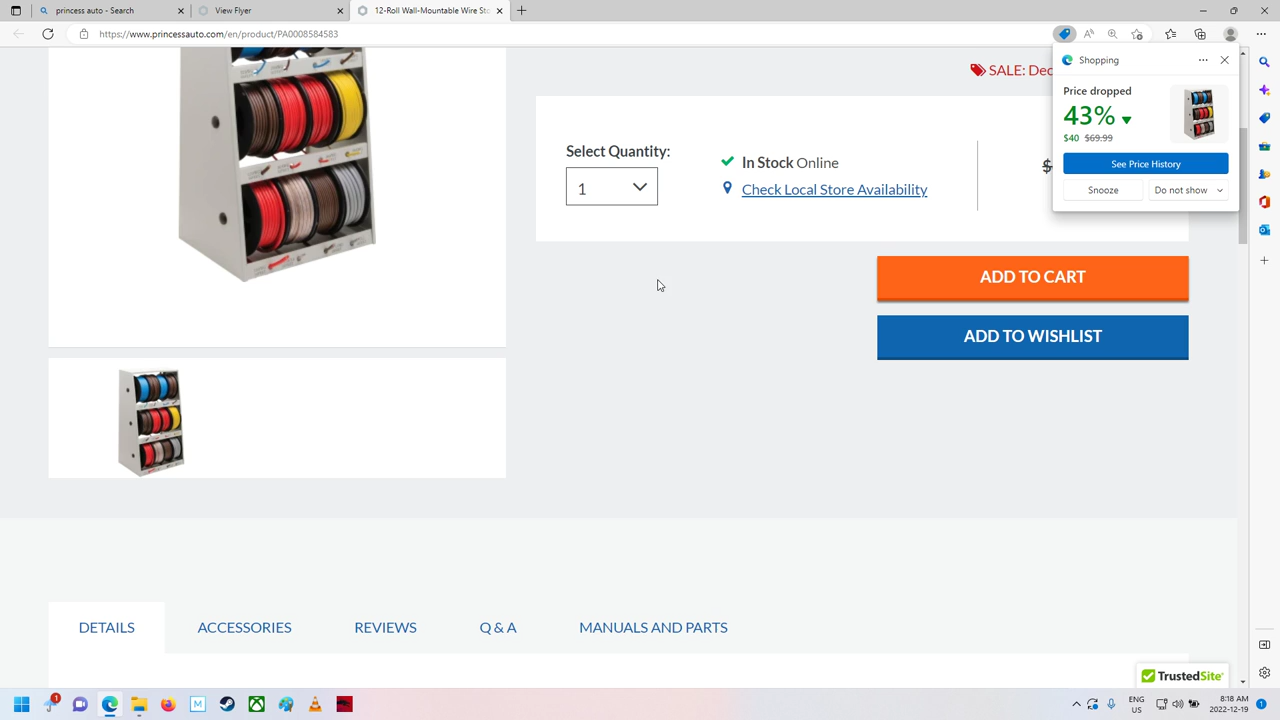 princess auto - Search
View Flyer
12-Roll Wall-Mountable Wire Sto
https://www.princessauto.com/en/product/PA0008584583
Shopping
Price dropped
43%
$40 $69.99
See Price History
Snooze
Do not show
SALE: Dec
Select Quantity:
1
In Stock Online
Check Local Store Availability
$
ADD TO CART
ADD TO WISHLIST
DETAILS
ACCESSORIES
REVIEWS
Q & A
MANUALS AND PARTS
TrustedSite
1
M
ENG
US
8:18 AM
2022-12-19
1